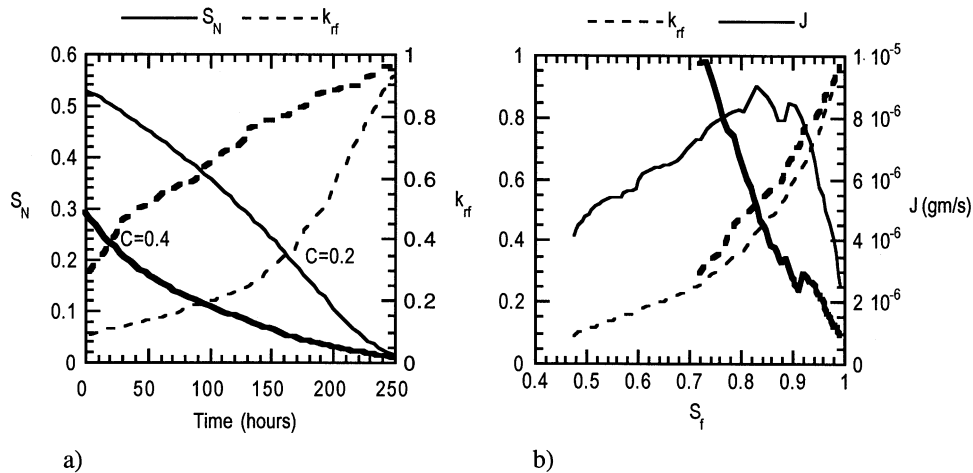 S_N k_rf
0.6
0.5
0.4
0.3
0.2
0.1
0
S_N
1
0.8
0.6
0.4
0.2
0
k_rf
C=0.4
C=0.2
0 50 100 150 200 250
Time (hours)
a)
k_rf J
1
0.8
0.6
0.4
0.2
0
1 10^-5
8 10^-6
6 10^-6
4 10^-6
2 10^-6
0
J (gm/s)
0.4 0.5 0.6 0.7 0.8 0.9 1
S_f
b)